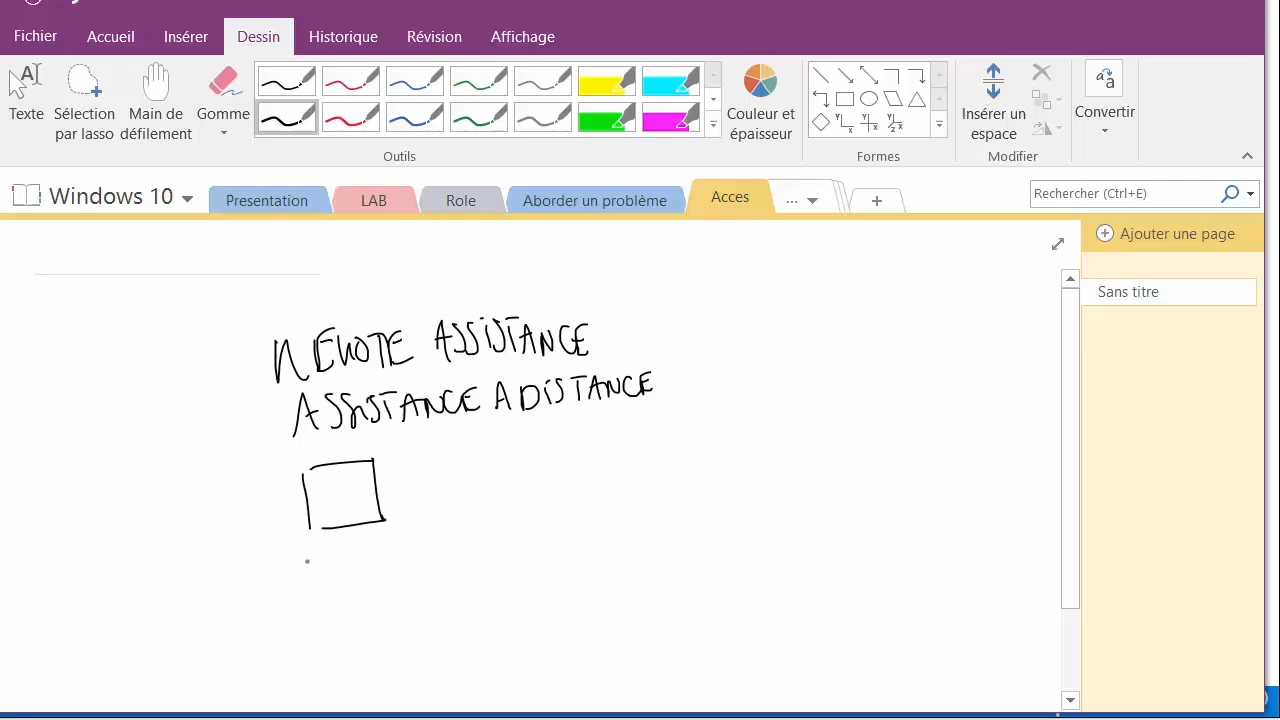 Fichier Accueil Insérer Dessin Historique Révision Affichage
Texte Sélection par lasso Main de défilement Gomme Couleur et épaisseur Insérer un espace Convertir
Outils Formes Modifier
Windows 10 Presentation LAB Role Aborder un problème Acces ... + Rechercher (Ctrl+E)
Ajouter une page
Sans titre
REMOTE ASSiSTANCE
ASSiSTANCE A DiSTANCE